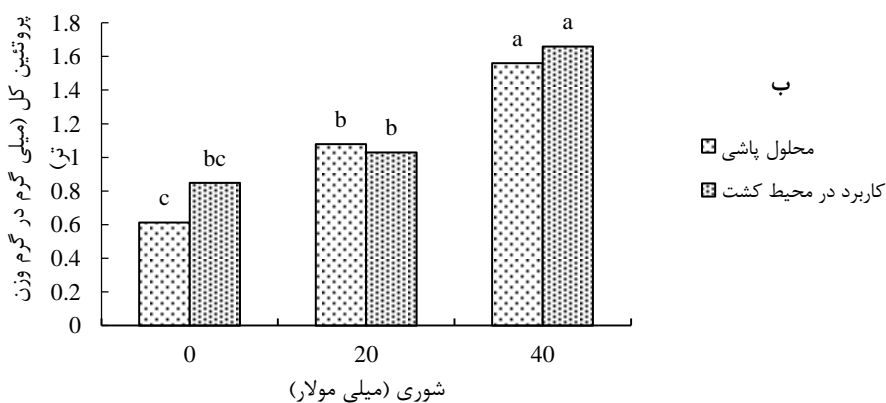 پروتئین کل (میلی گرم در گرم وزن
تر)
1.8
1.6
1.4
1.2
1
0.8
0.6
0.4
0.2
0
c
bc
b
b
a
a
0
20
40
شوری (میلی مولار)
ب
محلول پاشی
کاربرد در محیط کشت